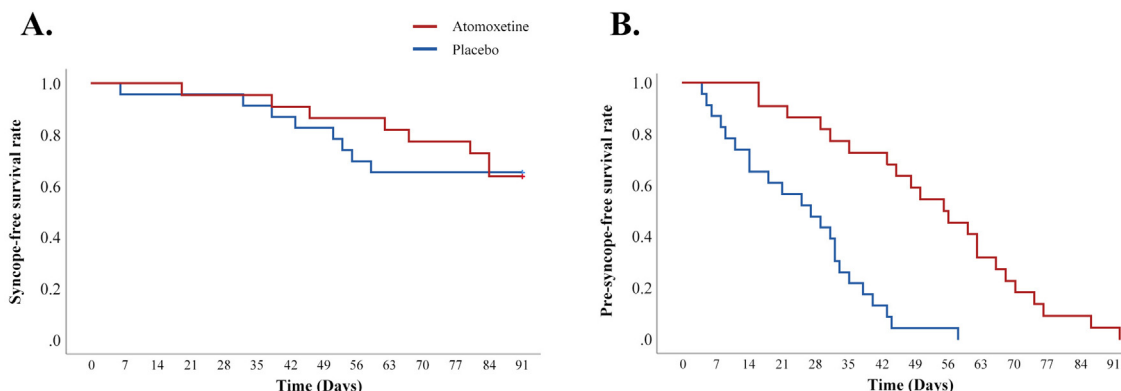 A.
Atomoxetine
Placebo
Syncope-free survival rate
1.0
0.8
0.6
0.4
0.2
.0
0 7 14 21 28 35 42 49 56 63 70 77 84 91
Time (Days)
B.
Pre-syncope-free survival rate
1.0
0.8
0.6
0.4
0.2
.0
0 7 14 21 28 35 42 49 56 63 70 77 84 91
Time (Days)